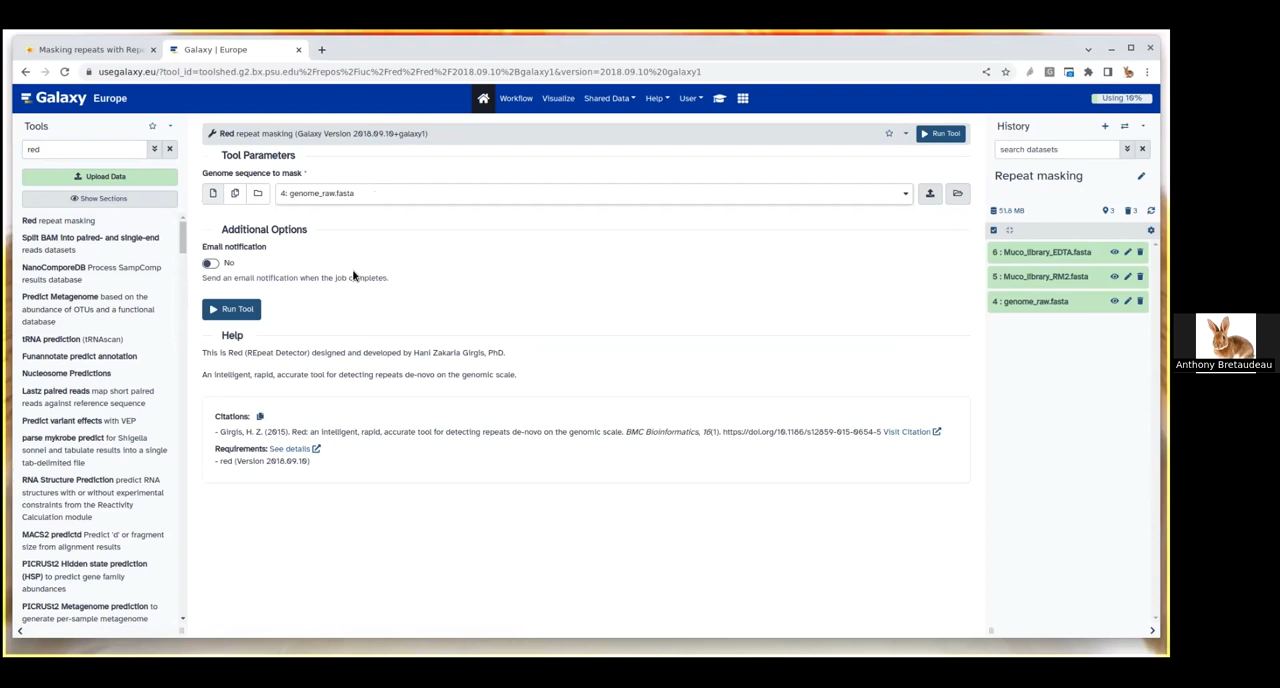 Masking repeats with Repe
Galaxy | Europe
usegalaxy.eu/?tool_id=toolshed.g2.bx.psu.edu%2Frepos%2Fiuc%2Fred%2Fred%2F2018.09.10%2Bgalaxy1&version=2018.09.10%20galaxy1
Galaxy Europe
Workflow Visualize Shared Data Help User
Using 10%
Tools
red
Upload Data
Show Sections
Red repeat masking
Split BAM into paired- and single-end
reads datasets
NanoComporeDB Process SampComp
results database
Predict Metagenome based on the
abundance of OTUs and a functional
database
tRNA prediction (tRNAscan)
Funannotate predict annotation
Nucleosome Predictions
Lastz paired reads map short paired
reads against reference sequence
Predict variant effects with VEP
parse mykrobe predict for Shigella
sonnei and tabulate results into a single
tab-delimited file
RNA Structure Prediction predict RNA
structures with or without experimental
constraints from the Reactivity
Calculation module
MACS2 predictd Predict 'd' or fragment
size from alignment results
PICRUSt2 Hidden state prediction
(HSP) to predict gene family
abundances
PICRUSt2 Metagenome prediction to
generate per-sample metagenome
Red repeat masking (Galaxy Version 2018.09.10+galaxy1)
Run Tool
Tool Parameters
Genome sequence to mask *
4: genome_raw.fasta
Additional Options
Email notification
No
Send an email notification when the job completes.
Run Tool
Help
This is Red (REpeat Detector) designed and developed by Hani Zakaria Girgis, PhD.
An intelligent, rapid, accurate tool for detecting repeats de-novo on the genomic scale.
Citations:
- Girgis, H. Z. (2015). Red: an intelligent, rapid, accurate tool for detecting repeats de-novo on the genomic scale. BMC Bioinformatics, 16(1). https://doi.org/10.1186/s12859-015-0654-5 Visit Citation
Requirements: See details
- red (Version 2018.09.10)
History
search datasets
Repeat masking
51.8 MB
3 3
6 : Muco_library_EDTA.fasta
5 : Muco_library_RM2.fasta
4 : genome_raw.fasta
Anthony Bretaudeau